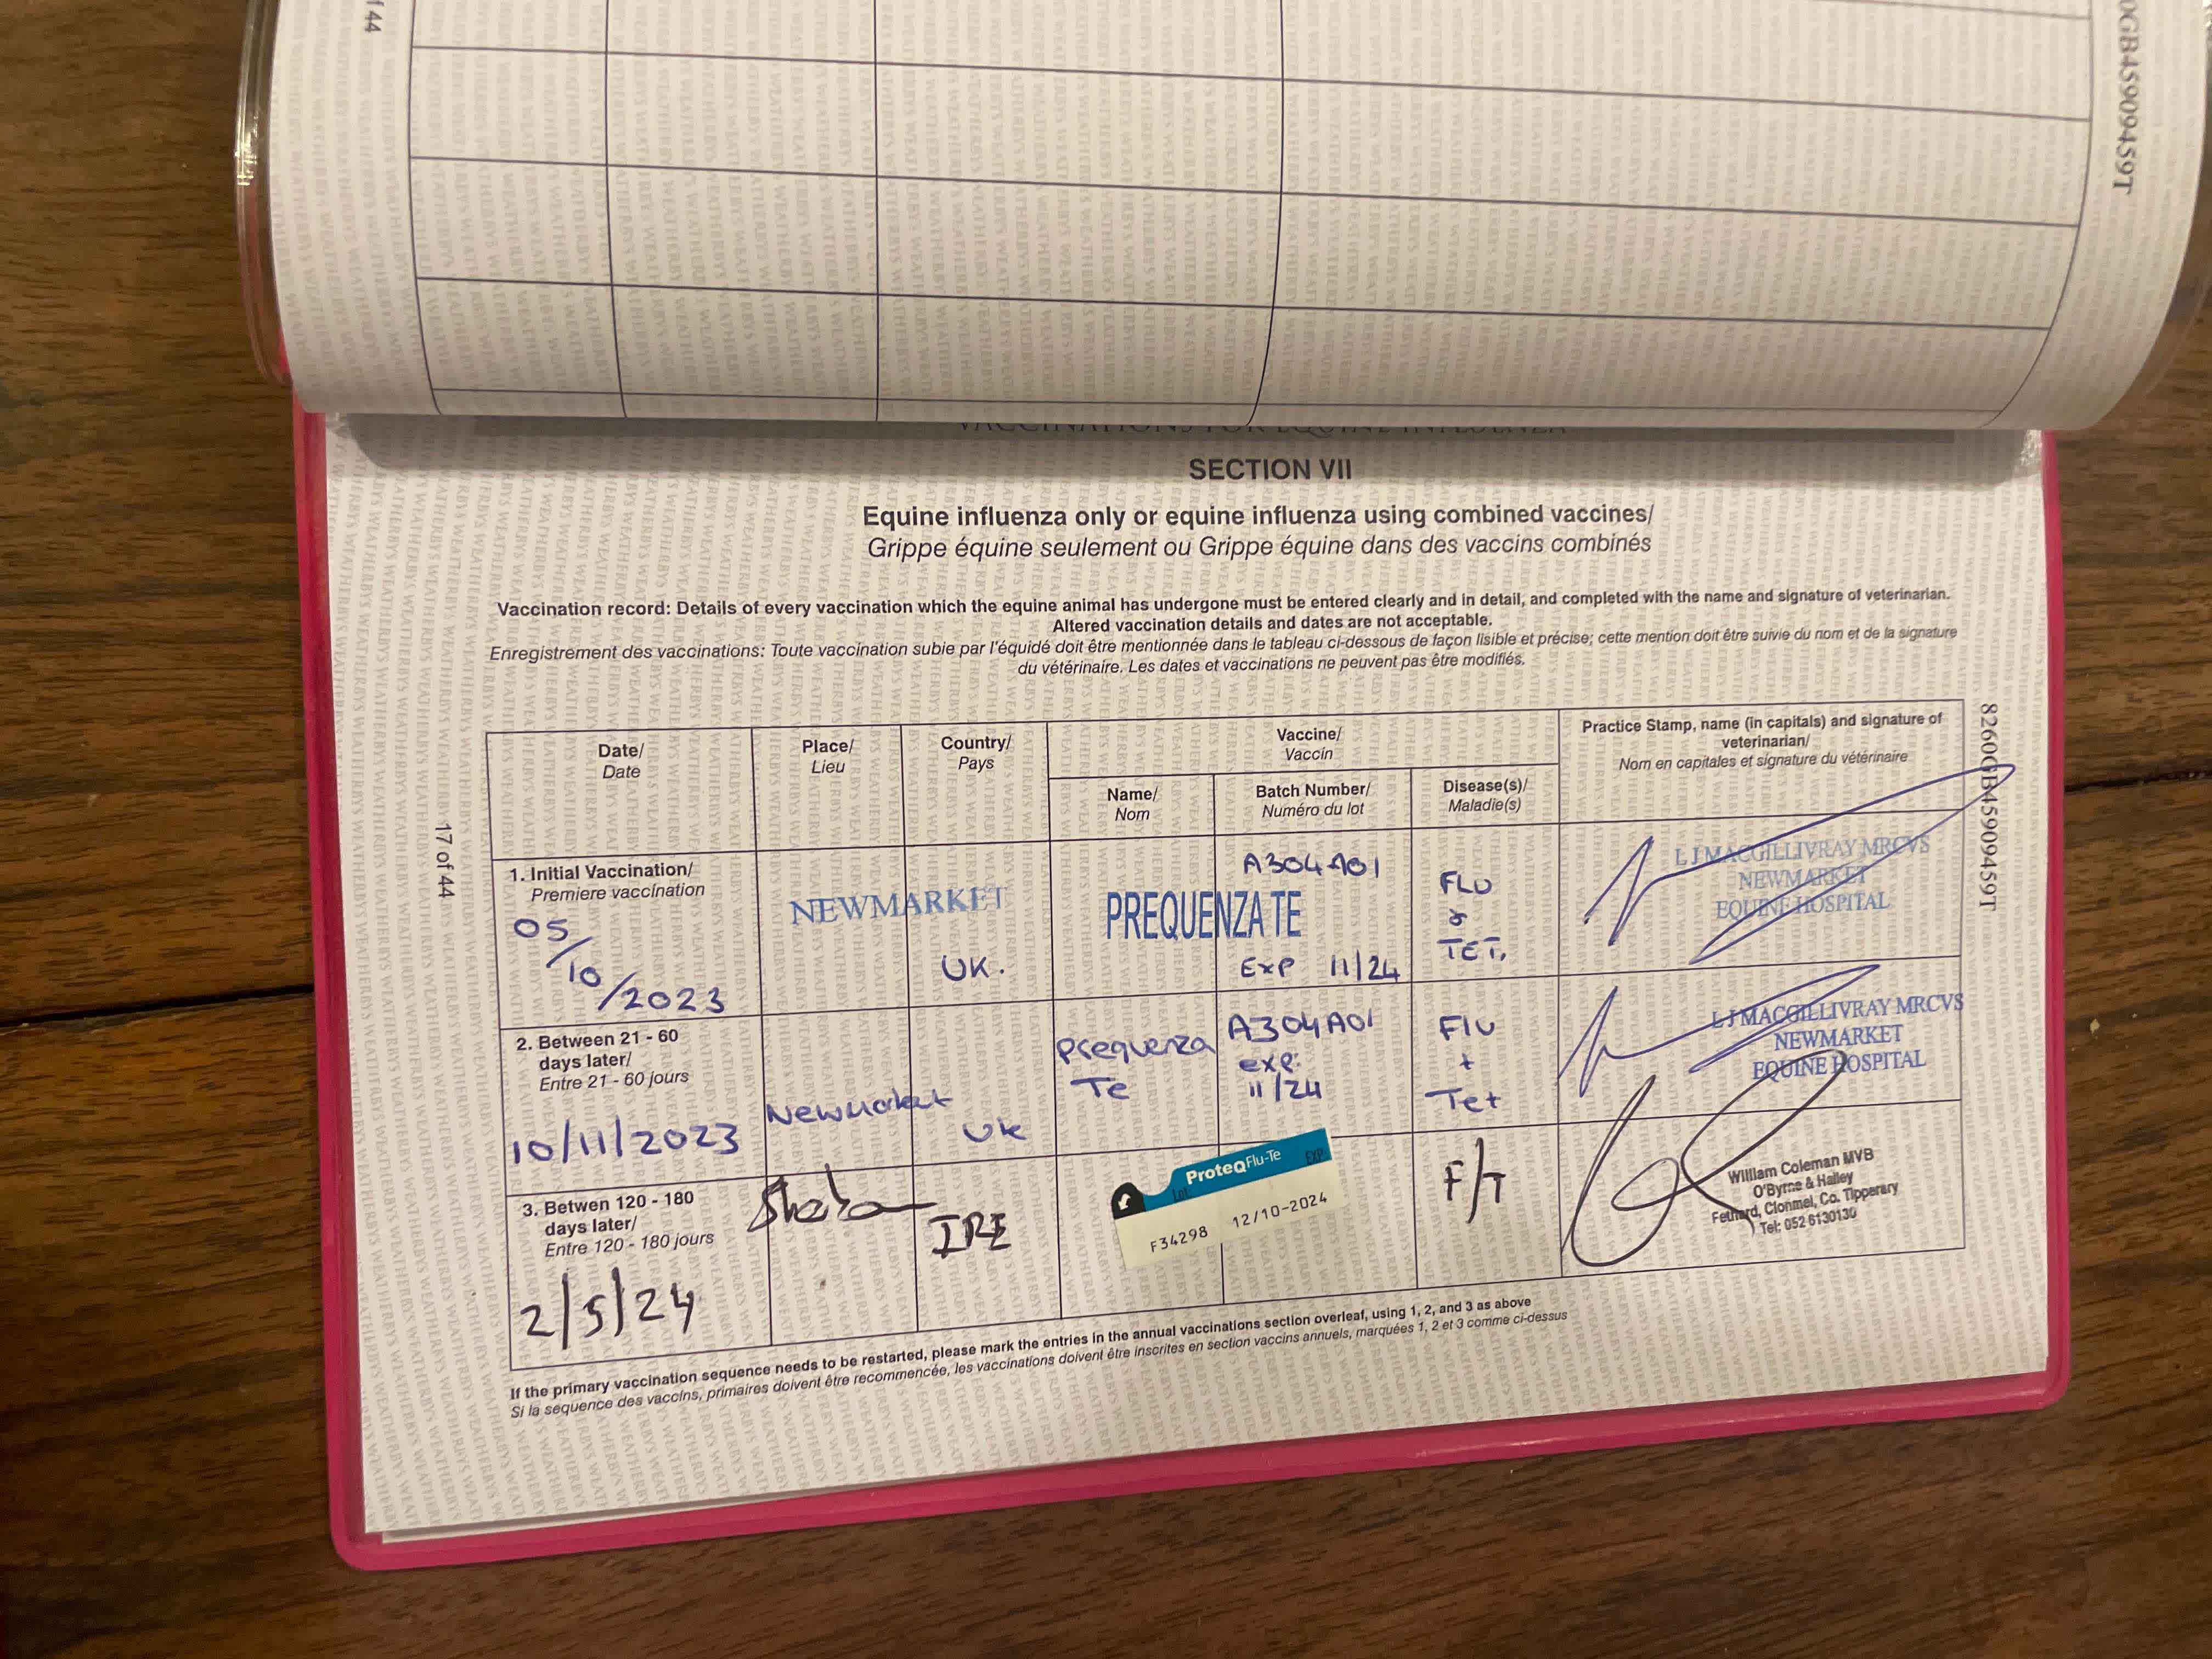 f 44
0GB4S909459T
SECTION VII
Equine influenza only or equine influenza using combined vaccines/
Grippe équine seulement ou Grippe équine dans des vaccins combinés
Vaccination record: Details of every vaccination which the equine animal has undergone must be entered clearly and in detail, and completed with the name and signature of veterinarian.
Altered vaccination details and dates are not acceptable.
Enregistrement des vaccinations: Toute vaccination subie par l'équidé doit être mentionnée dans le tableau ci-dessous de façon lisible et précise; cette mention doit être suivie du nom et de la signature
du vétérinaire. Les dates et vaccinations ne peuvent pas être modifiés.
Date/
Date
Place/
Lieu
Country/
Pays
Vaccine/
Vaccin
Name/
Nom
Batch Number/
Numéro du lot
Disease(s)/
Maladie(s)
Practice Stamp, name (in capitals) and signature of
veterinarian/
Nom en capitales et signature du vétérinaire
1. Initial Vaccination/
Premiere vaccination
05/10/2023
NEWMARKET
UK.
PREQUENZA TE
A304A01
EXP 11/24
FLU
&
TET.
L J MACGILLIVRAY MRCVS
NEWMARKET
EQUINE HOSPITAL
2. Between 21 - 60
days later/
Entre 21 - 60 jours
10/11/2023
Newmarket
UK
Prequenza
Te
A304A01
exp:
11/24
Flu
+
Tet
L J MACGILLIVRAY MRCVS
NEWMARKET
EQUINE HOSPITAL
3. Betwen 120 - 180
days later/
Entre 120 - 180 jours
2/5/24
IRE
ProteqFlu-Te EXP
Lot
F34298 12/10-2024
F/T
William Coleman MVB
O'Byrne & Halley
Fethard, Clonmel, Co. Tipperary
Tel: 052 6130130
If the primary vaccination sequence needs to be restarted, please mark the entries in the annual vaccinations section overleaf, using 1, 2, and 3 as above
Si la sequence des vaccins, primaires doivent être recommencée, les vaccinations doivent être inscrites en section vaccins annuels, marquées 1, 2 et 3 comme ci-dessus
17 of 44
8260GB4S909459T